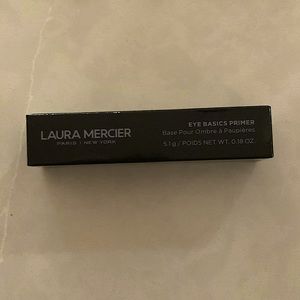 LAURA MERCIER
PARIS | NEW YORK
EYE BASICS PRIMER
Base Pour Ombre à Paupières
5.1 g / POIDS NET WT. 0.18 OZ.